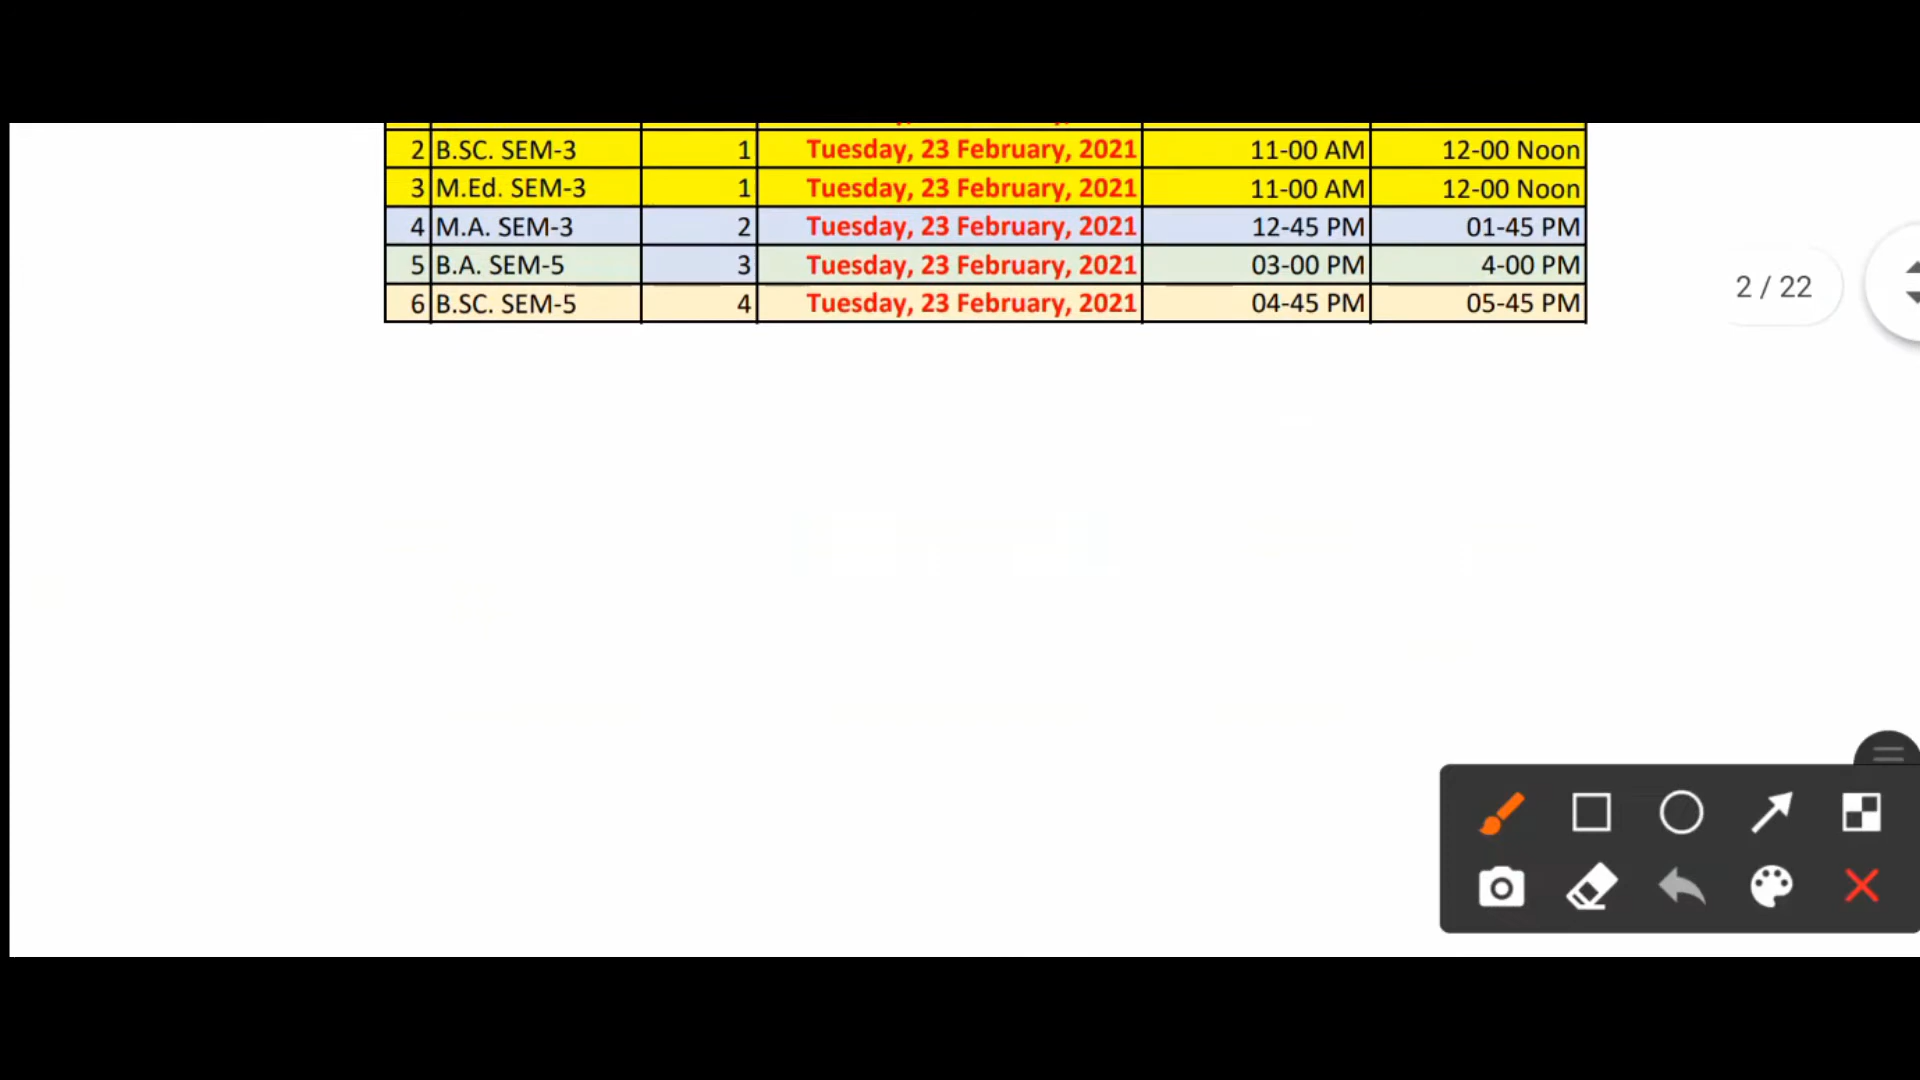 2 B.SC. SEM-3 1 Tuesday, 23 February, 2021 11-00 AM 12-00 Noon
3 M.Ed. SEM-3 1 Tuesday, 23 February, 2021 11-00 AM 12-00 Noon
4 M.A. SEM-3 2 Tuesday, 23 February, 2021 12-45 PM 01-45 PM
5 B.A. SEM-5 3 Tuesday, 23 February, 2021 03-00 PM 4-00 PM
6 B.SC. SEM-5 4 Tuesday, 23 February, 2021 04-45 PM 05-45 PM
2 / 22